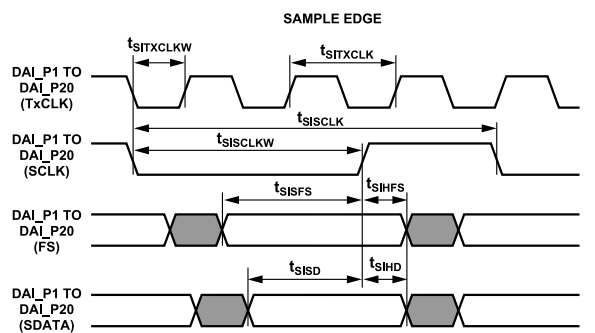 SAMPLE EDGE
tSITXCLKW
tSITXCLK
DAI_P1 TO
DAI_P20
(TxCLK)
tSISCLK
DAI_P1 TO
DAI_P20
(SCLK)
tSISCLKW
tSISFS
tSIHFS
DAI_P1 TO
DAI_P20
(FS)
tSISD
tSIHD
DAI_P1 TO
DAI_P20
(SDATA)